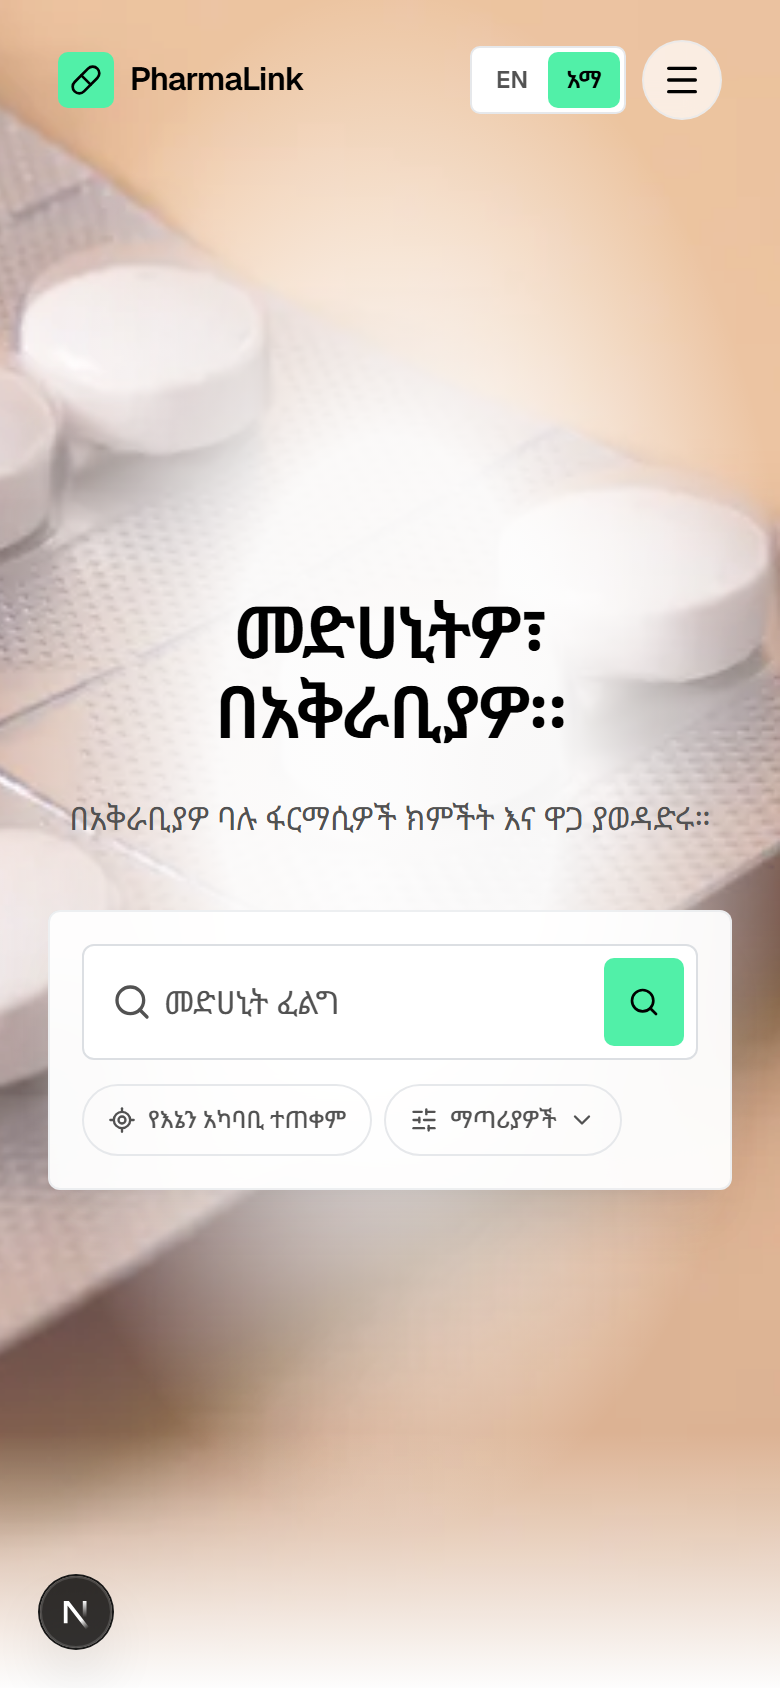 PharmaLink
EN
አማ
መድሀኒትዎ፣
በአቅራቢያዎ።
በአቅራቢያዎ ባሉ ፋርማሲዎች ክምችት እና ዋጋ ያወዳድሩ።
መድሀኒት ፈልግ
የእኔን አካባቢ ተጠቀም
ማጣሪያዎች
N